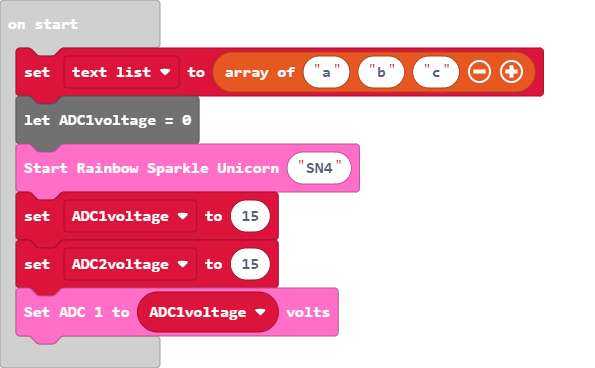 on start
set text list to array of "a" "b" "c"
let ADC1voltage = 0
Start Rainbow Sparkle Unicorn "SN4"
set ADC1voltage to 15
set ADC2voltage to 15
Set ADC 1 to ADC1voltage volts